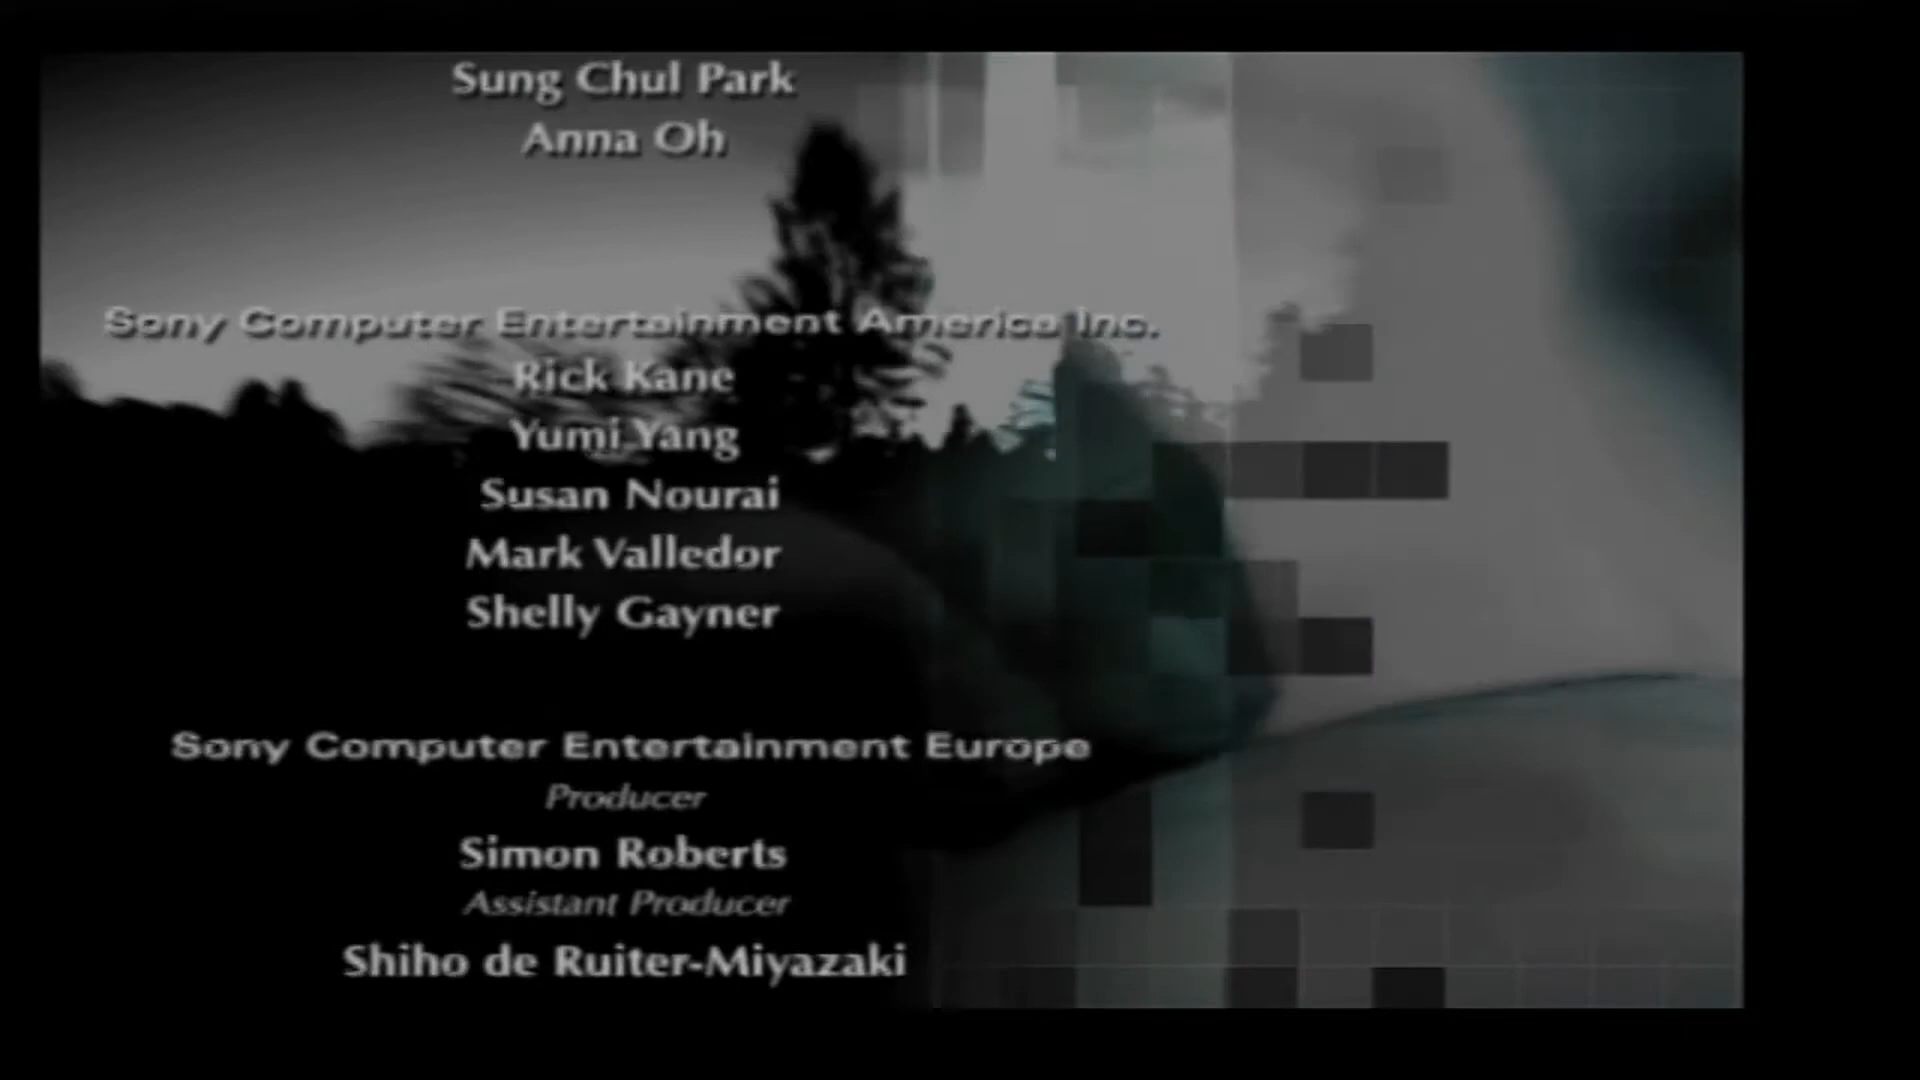 Sung Chul Park
Anna Oh
Sony Computer Entertainment America Inc.
Rick Kane
Yumi Yang
Susan Nourai
Mark Valledor
Shelly Gayner
Sony Computer Entertainment Europe
Producer
Simon Roberts
Assistant Producer
Shiho de Ruiter-Miyazaki